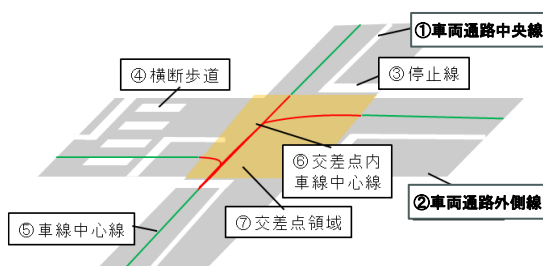 ①車両通路中央線
④横断歩道
③停止線
⑥交差点内
車線中心線
②車両通路外側線
⑤車線中心線
⑦交差点領域